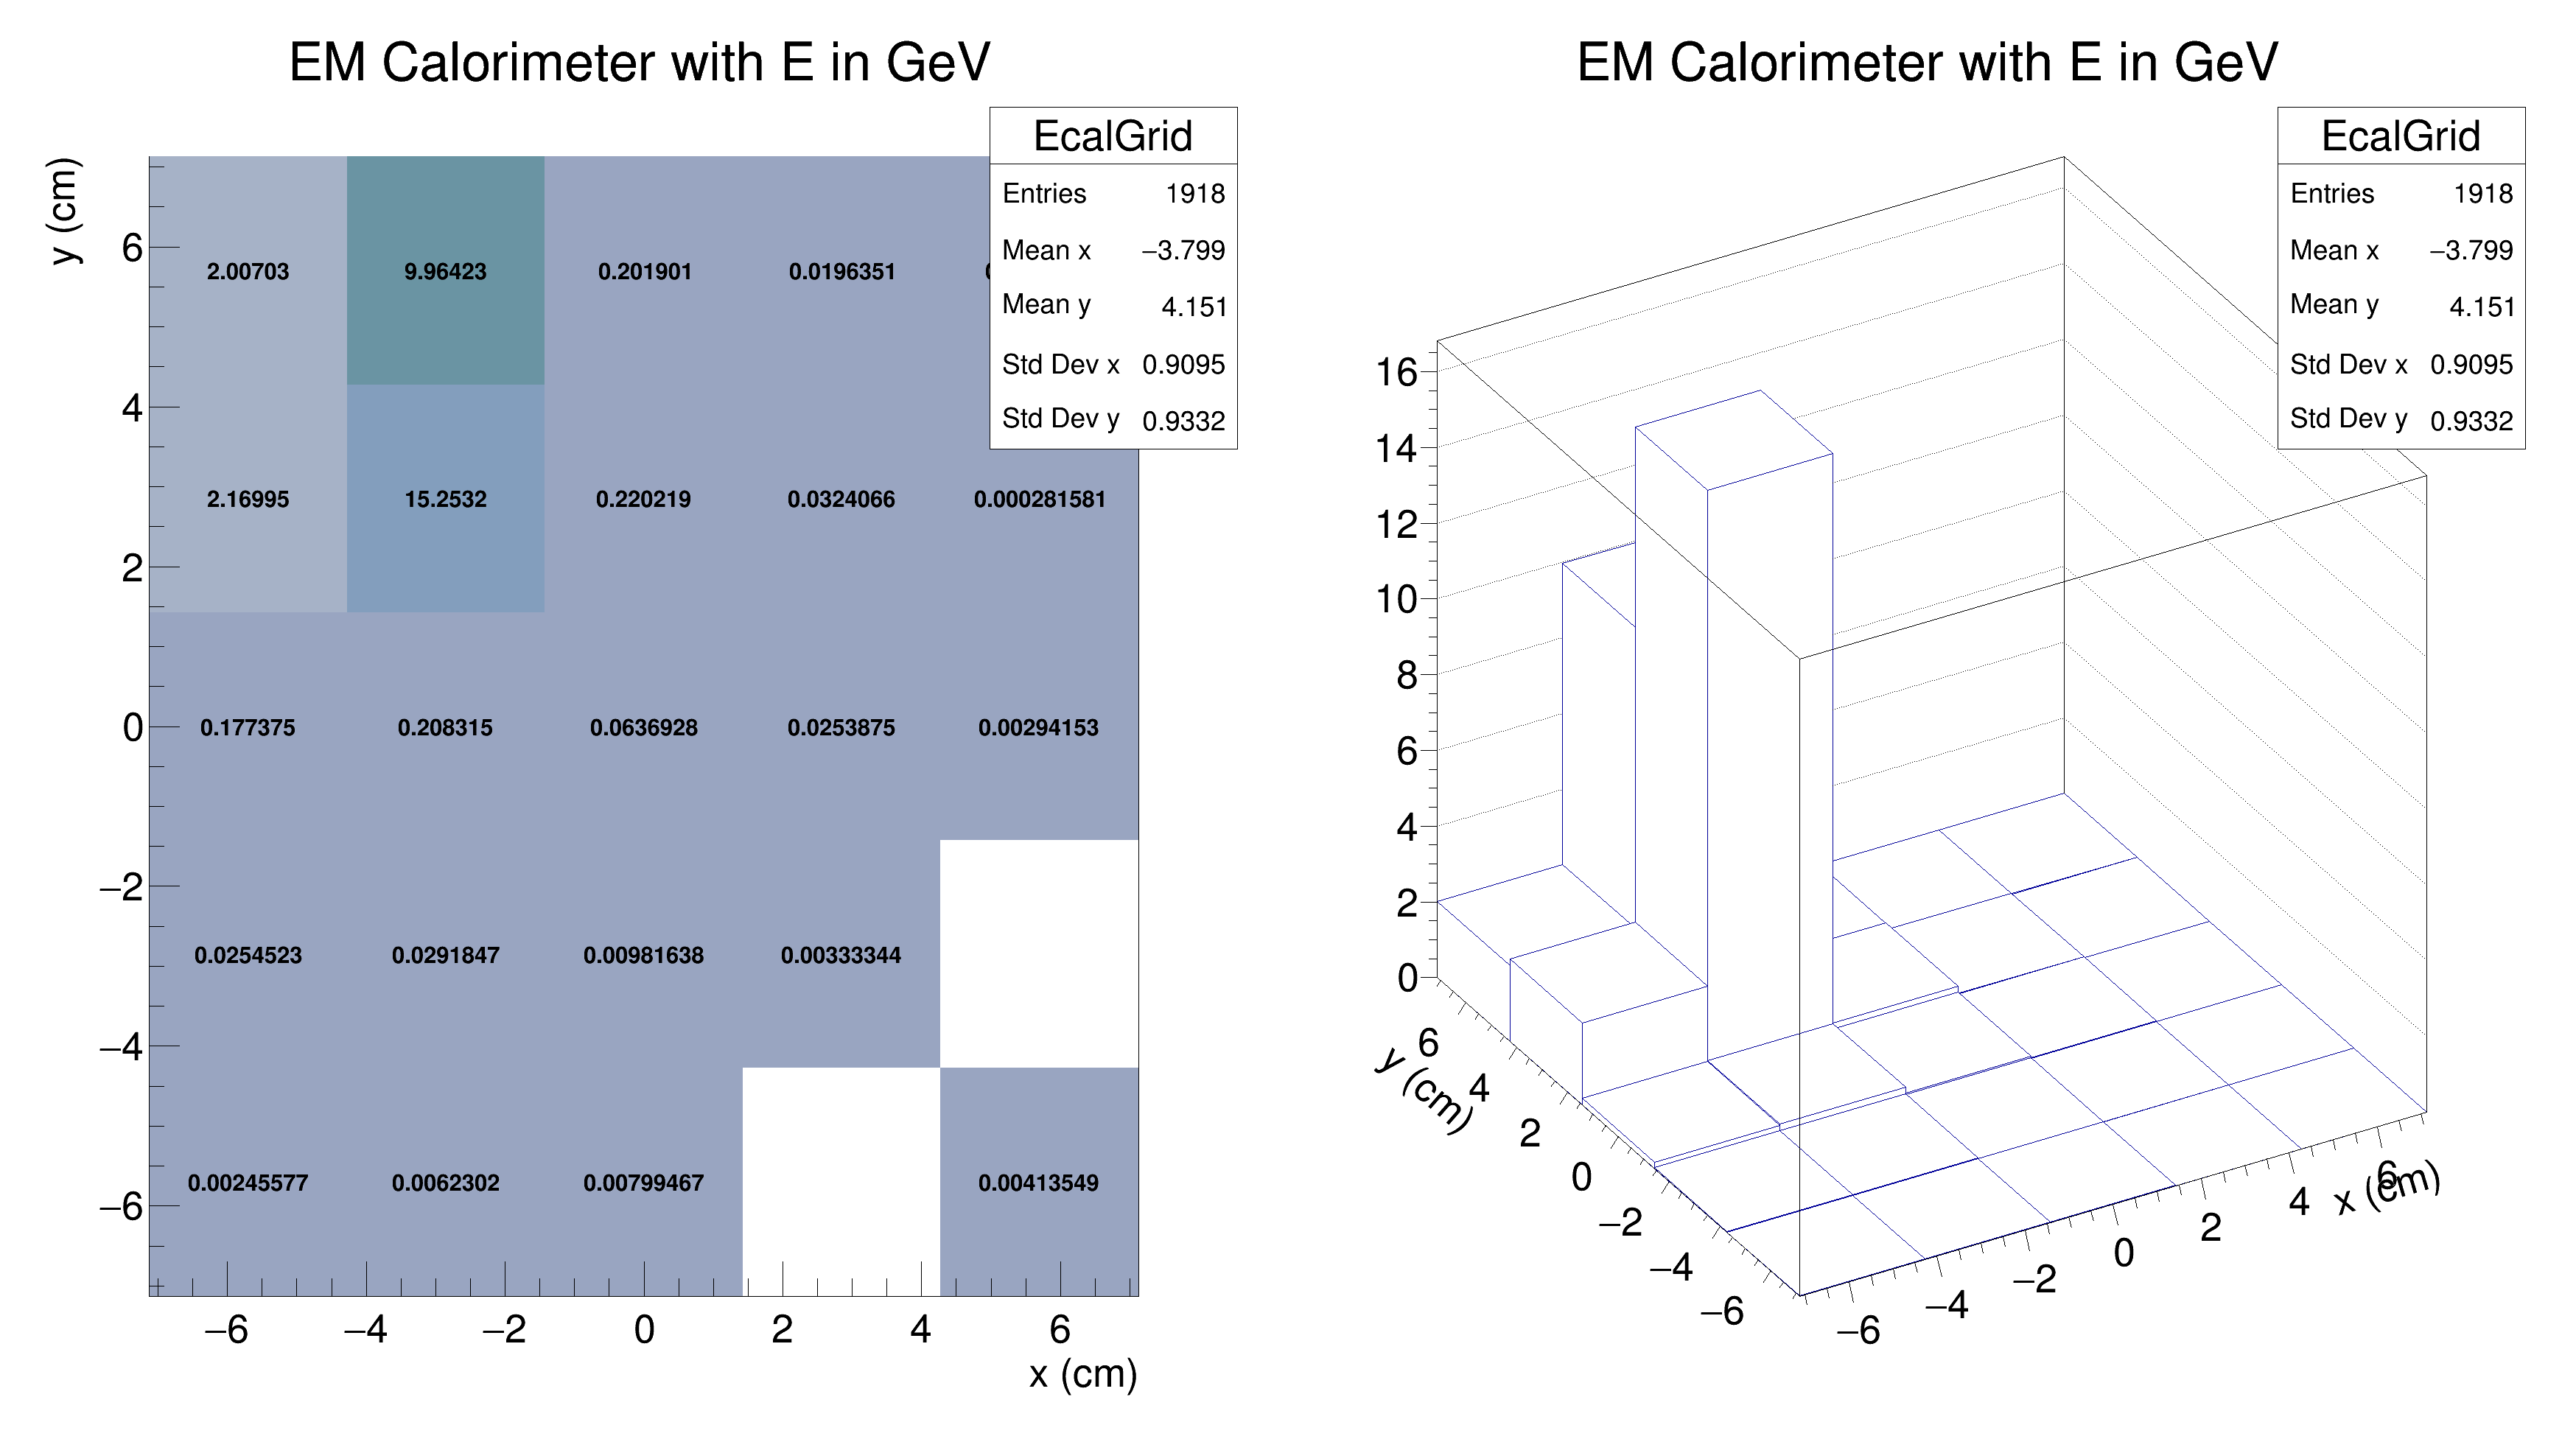 EM Calorimeter with E in GeV
EcalGrid
Entries 1918
Mean x −3.799
Mean y 4.151
Std Dev x 0.9095
Std Dev y 0.9332
y (cm)
6
4
2
0
−2
−4
−6
2.00703 9.96423 0.201901 0.0196351
2.16995 15.2532 0.220219 0.0324066 0.000281581
0.177375 0.208315 0.0636928 0.0253875 0.00294153
0.0254523 0.0291847 0.00981638 0.00333344
0.00245577 0.0062302 0.00799467 0.00413549
−6 −4 −2 0 2 4 6
x (cm)
EM Calorimeter with E in GeV
EcalGrid
Entries 1918
Mean x −3.799
Mean y 4.151
Std Dev x 0.9095
Std Dev y 0.9332
16
14
12
10
8
6
4
2
0
y (cm)
6
4
2
0
−2
−4
−6
−6 −4 −2 0 2 4 6
x (cm)